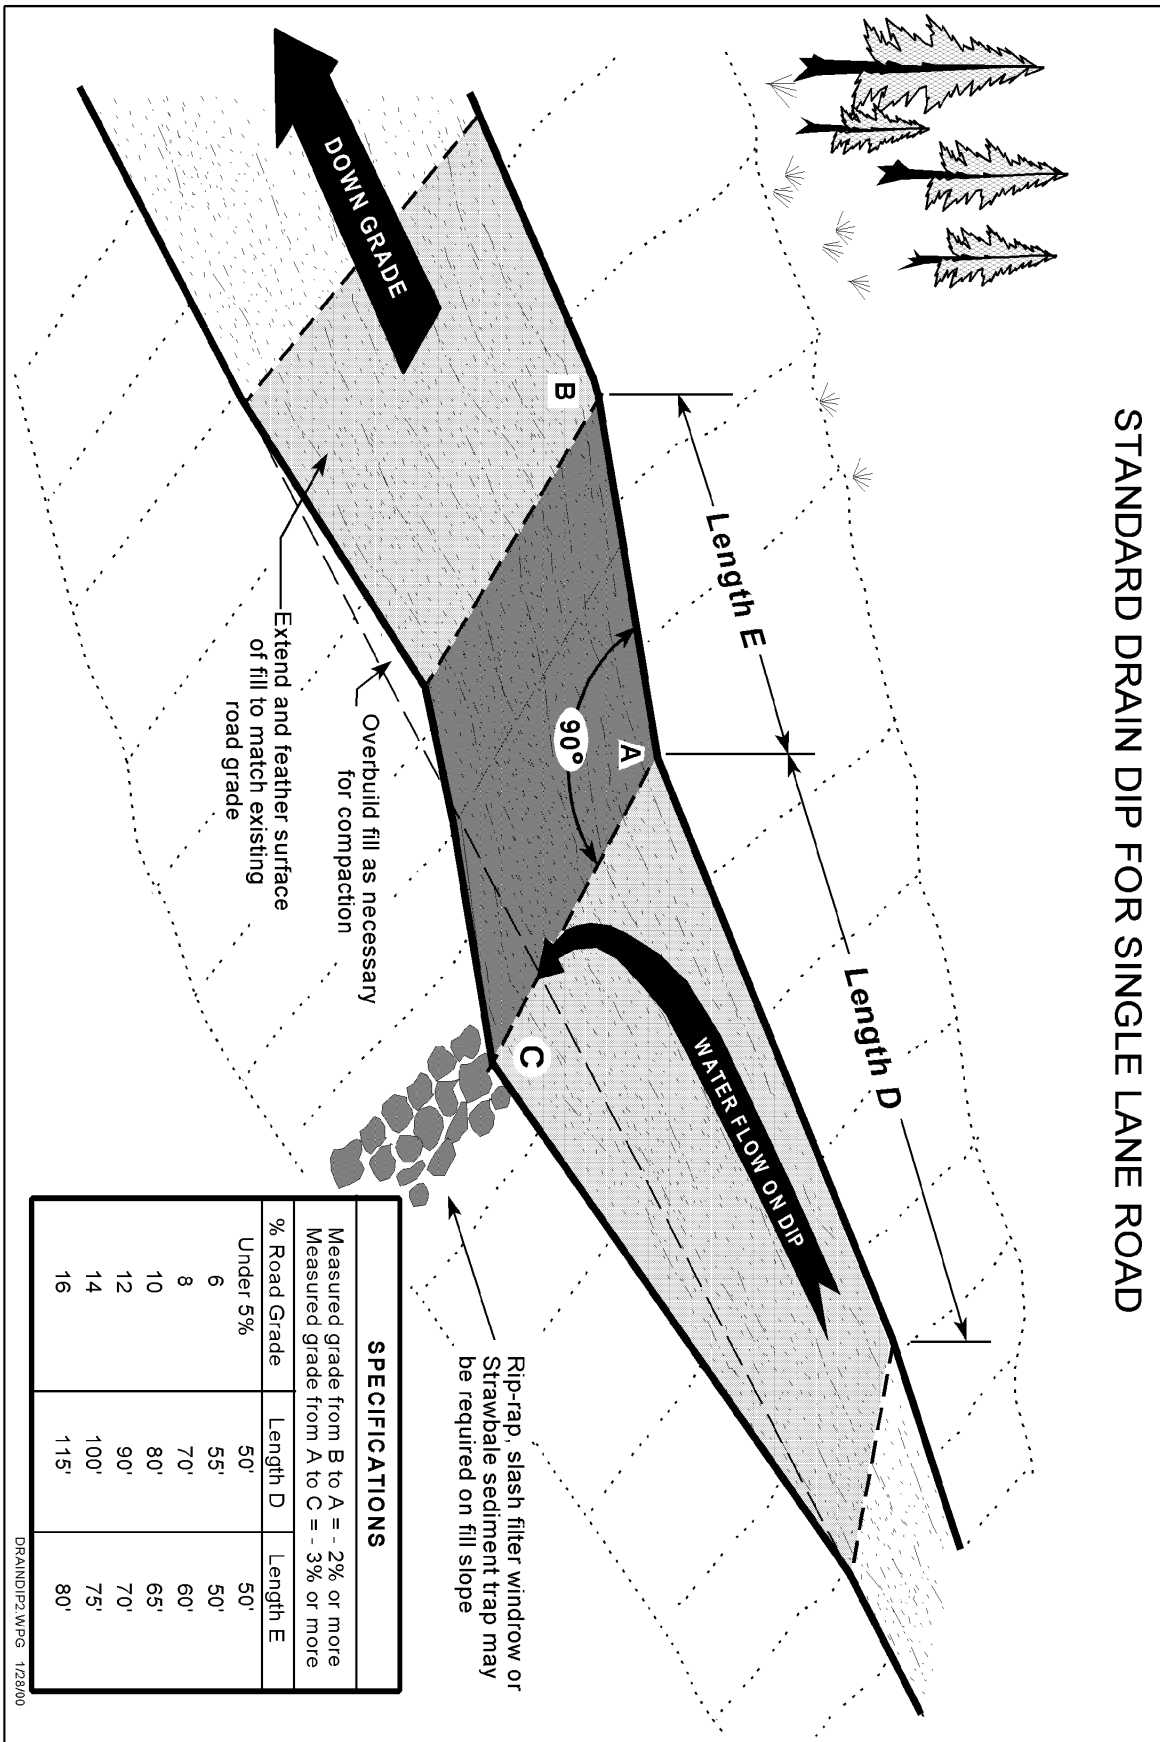 STANDARD DRAIN DIP FOR SINGLE LANE ROAD
DOWN GRADE
B
Length E
A
90°
Length D
C
WATER FLOW ON DIP
Extend and feather surface
of fill to match existing
road grade
Overbuild fill as necessary
for compaction
Rip-rap, slash filter windrow or
Strawbale sediment trap may
be required on fill slope
SPECIFICATIONS
Measured grade from B to A = - 2% or more
Measured grade from A to C = - 3% or more
% Road Grade Length D Length E
Under 5% 50' 50'
6 55' 50'
8 70' 60'
10 80' 65'
12 90' 70'
14 100' 75'
16 115' 80'
DRAINDIP2.WPG 1/28/00